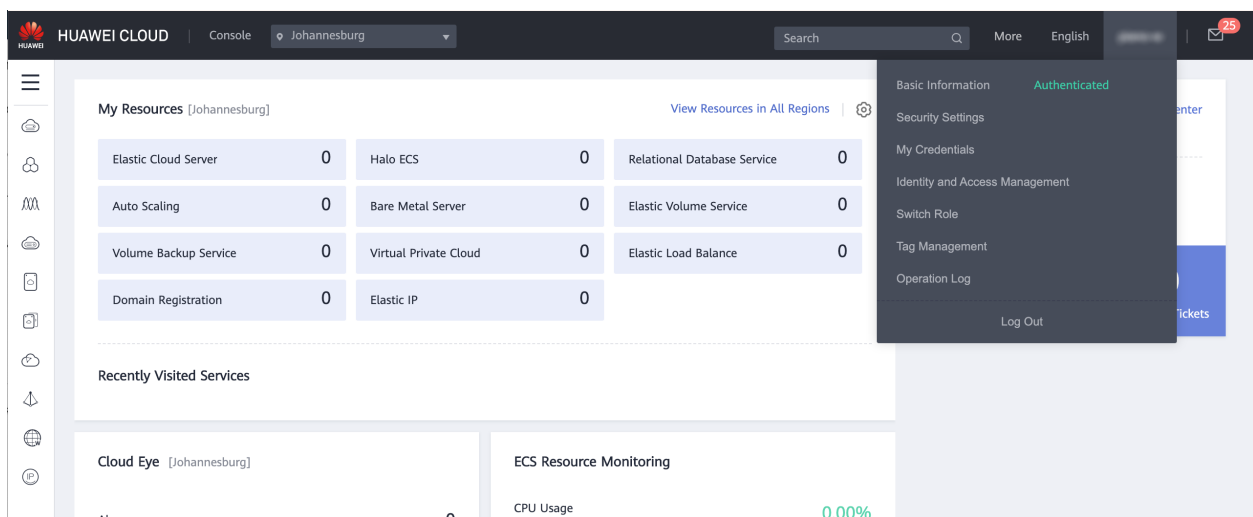 HUAWEI
HUAWEI CLOUD
Console
Johannesburg
Search
More
English
25
My Resources [Johannesburg]
View Resources in All Regions
Elastic Cloud Server 0
Halo ECS 0
Relational Database Service 0
Auto Scaling 0
Bare Metal Server 0
Elastic Volume Service 0
Volume Backup Service 0
Virtual Private Cloud 0
Elastic Load Balance 0
Domain Registration 0
Elastic IP 0
Recently Visited Services
Cloud Eye [Johannesburg]
ECS Resource Monitoring
CPU Usage
0.00%
Basic Information Authenticated
Security Settings
My Credentials
Identity and Access Management
Switch Role
Tag Management
Operation Log
Log Out
enter
Tickets
IP